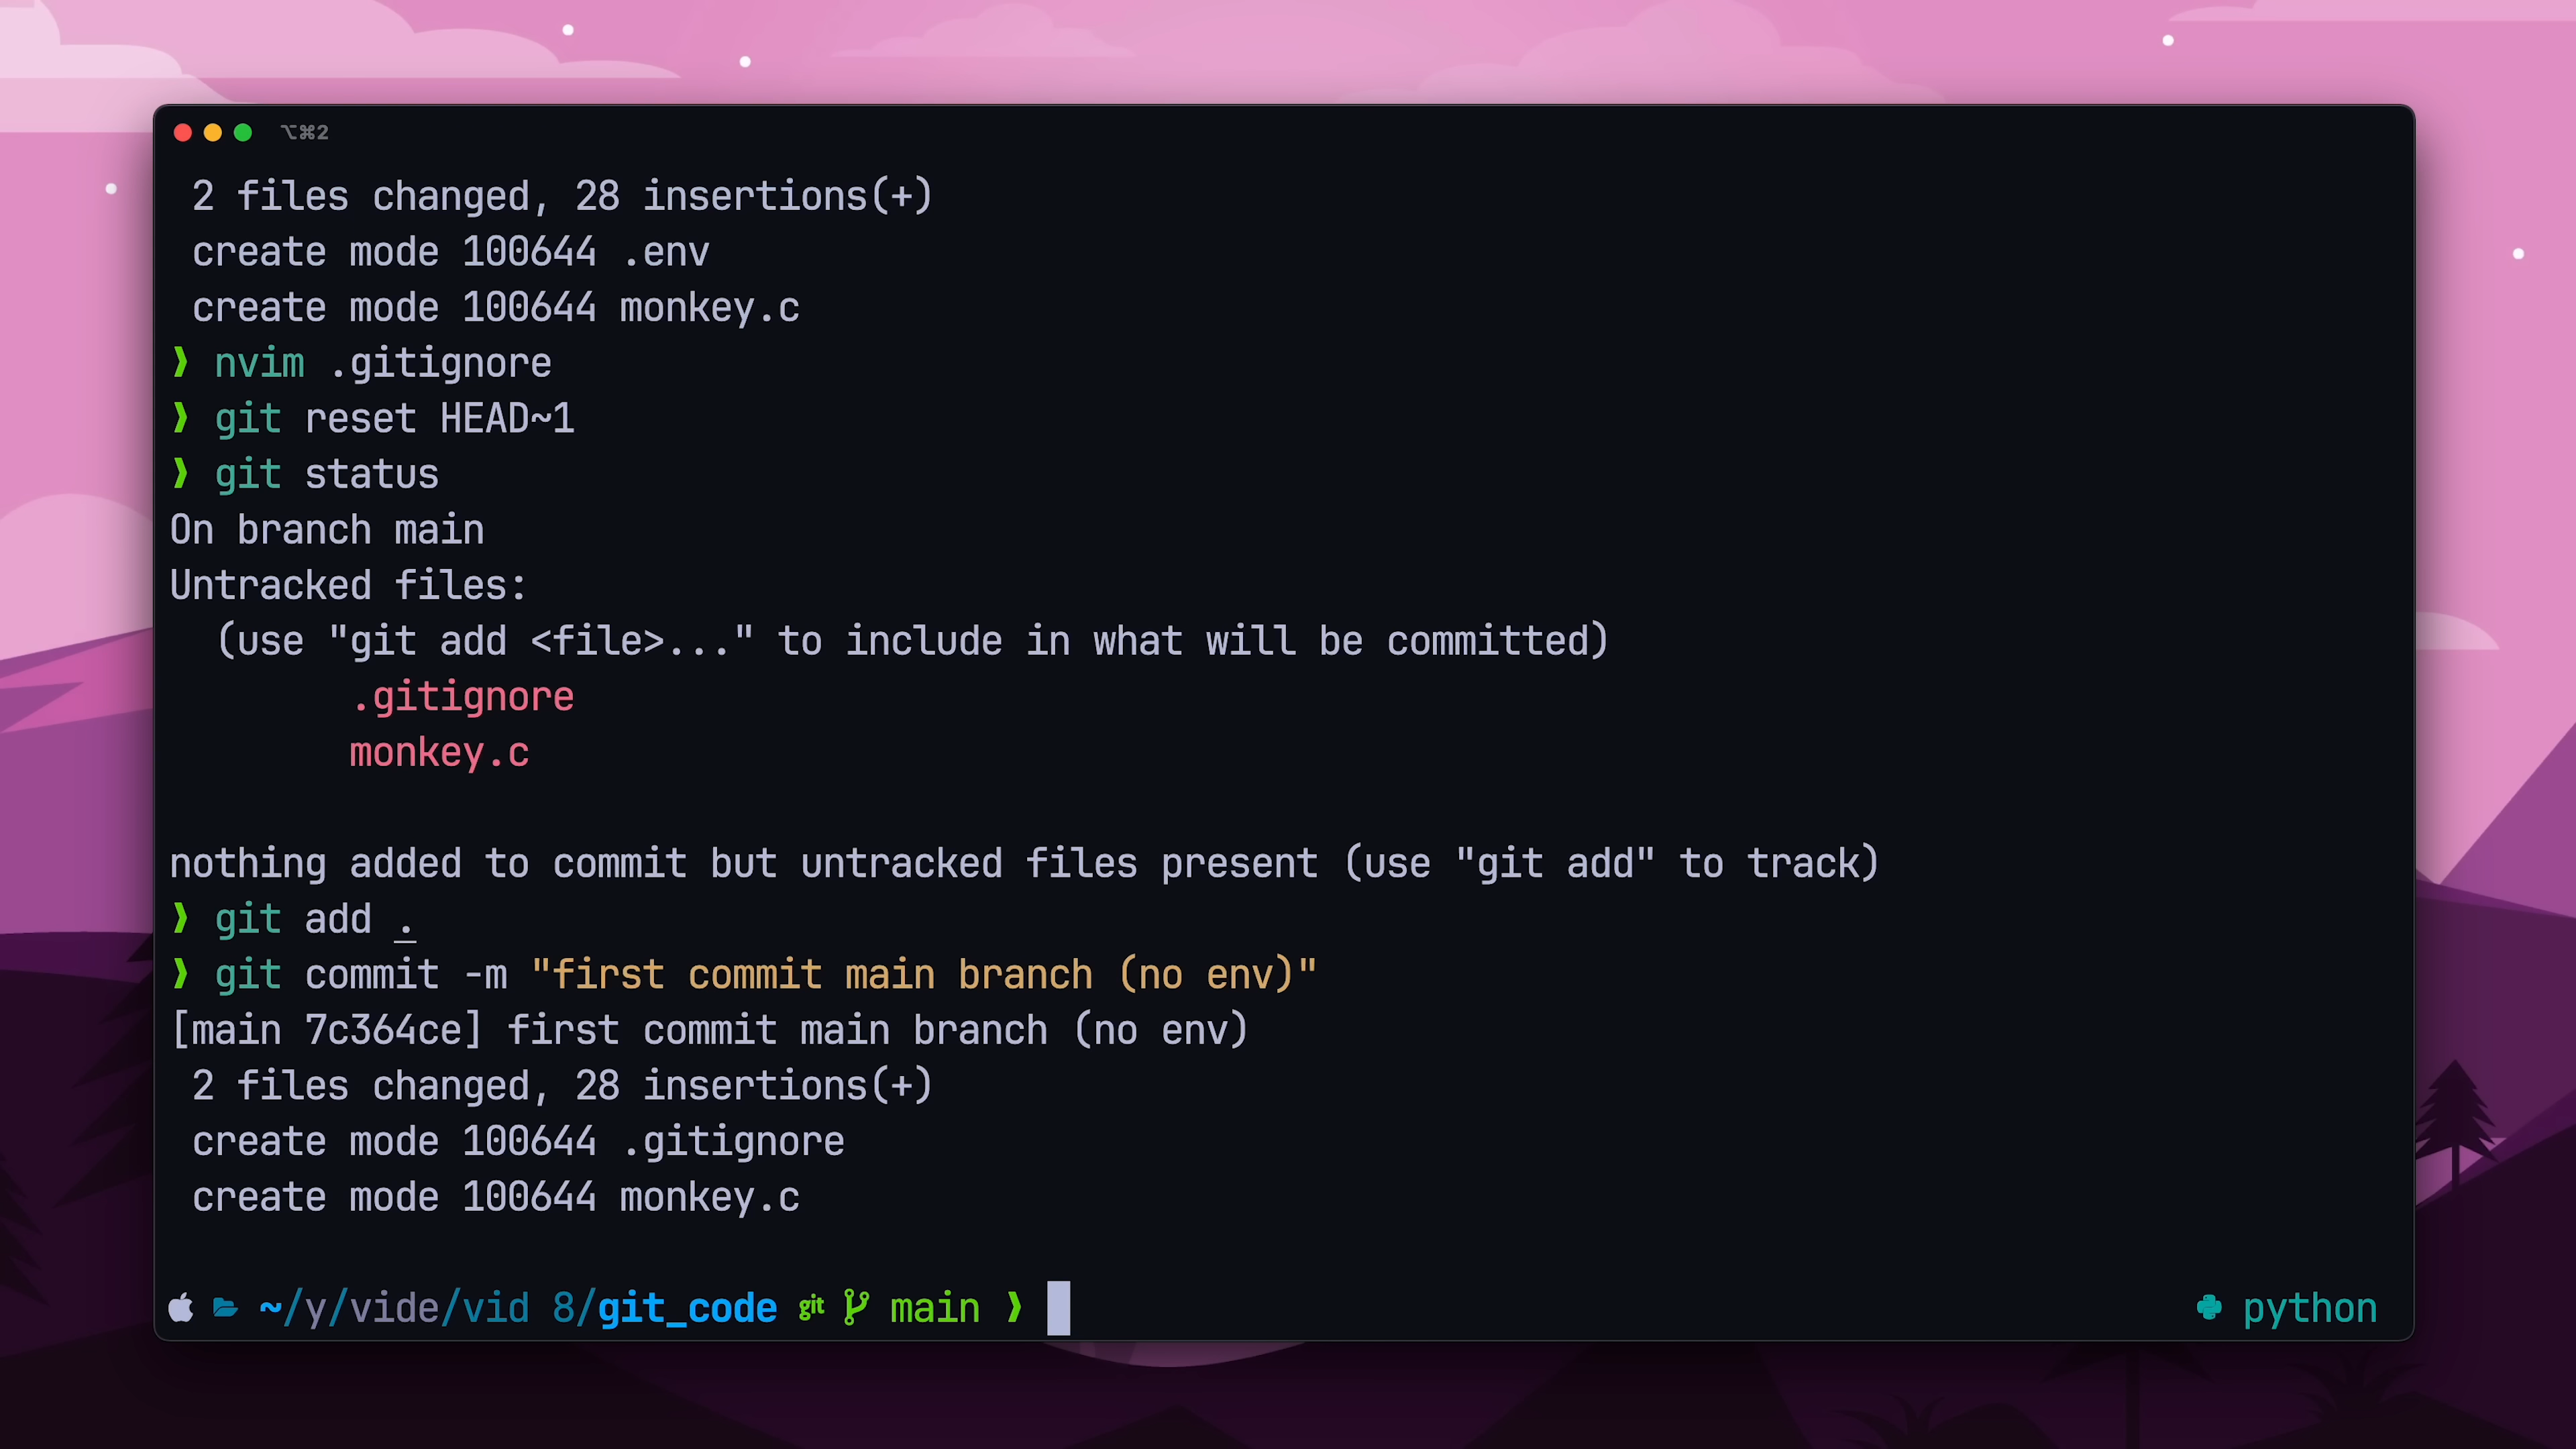 ⌥⌘2
2 files changed, 28 insertions(+)
create mode 100644 .env
create mode 100644 monkey.c
❯ nvim .gitignore
❯ git reset HEAD~1
❯ git status
On branch main
Untracked files:
(use "git add <file>..." to include in what will be committed)
.gitignore
monkey.c
nothing added to commit but untracked files present (use "git add" to track)
❯ git add .
❯ git commit -m "first commit main branch (no env)"
[main 7c364ce] first commit main branch (no env)
2 files changed, 28 insertions(+)
create mode 100644 .gitignore
create mode 100644 monkey.c
~/y/vide/vid 8/git_code git main ❯ python